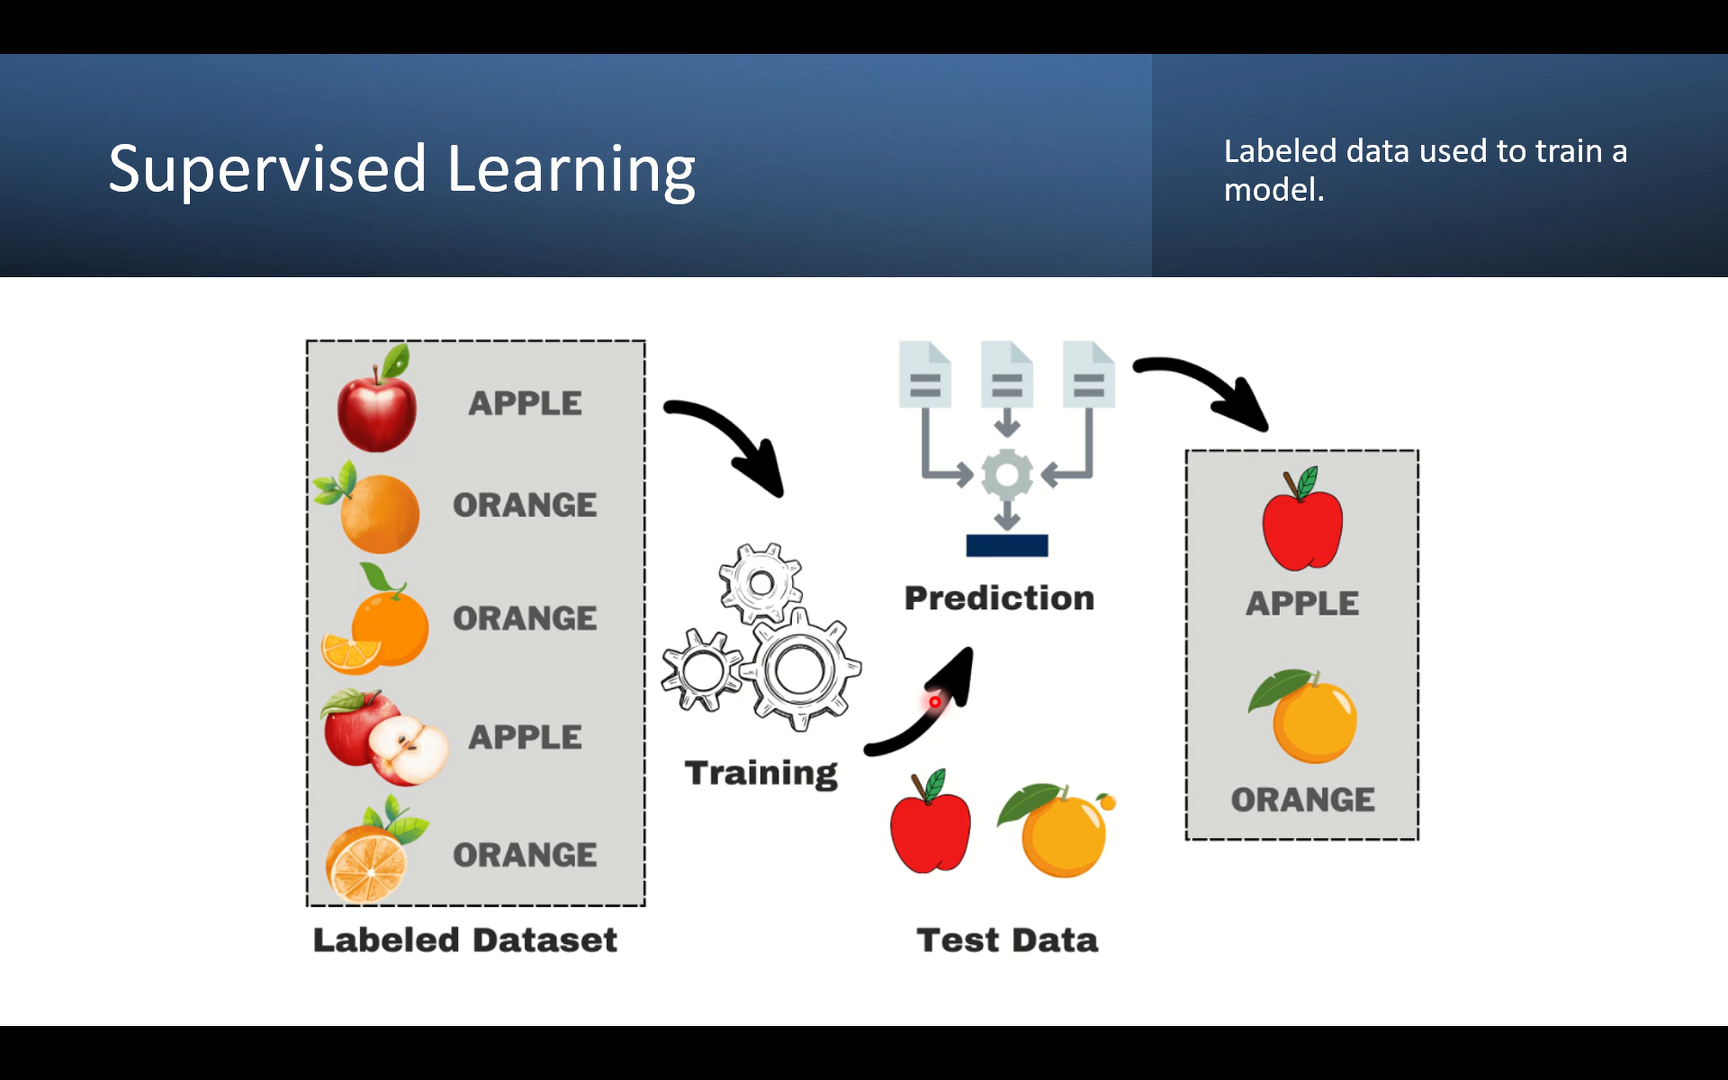 Supervised Learning
Labeled data used to train a
model.
APPLE
ORANGE
ORANGE
APPLE
ORANGE
Labeled Dataset
Training
Prediction
Test Data
APPLE
ORANGE